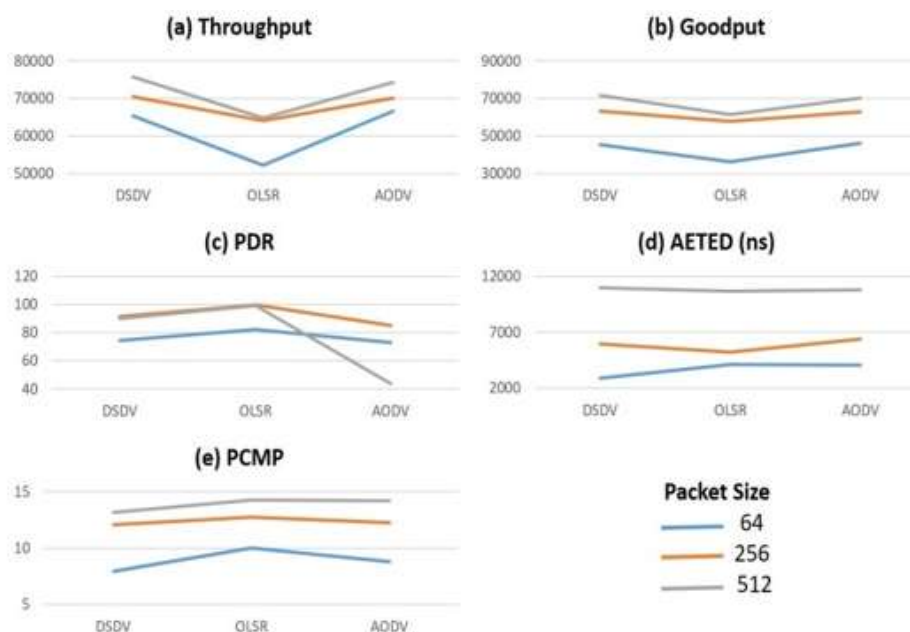 (a) Throughput
80000
70000
60000
50000
DSDV OLSR AODV
(b) Goodput
90000
70000
50000
30000
DSDV OLSR AODV
(c) PDR
120
100
80
60
40
DSDV OLSR AODV
(d) AETED (ns)
12000
7000
2000
DSDV OLSR AODV
(e) PCMP
15
10
5
DSDV OLSR AODV
Packet Size
64
256
512